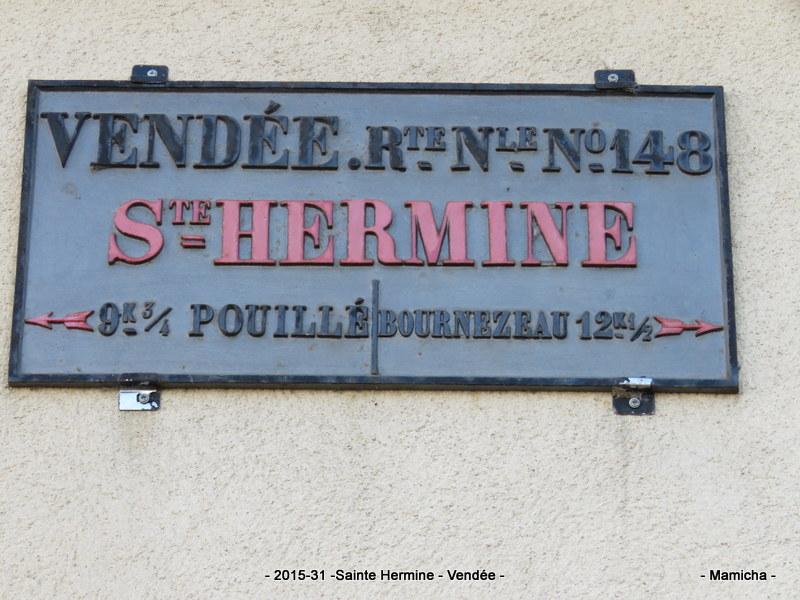 VENDÉE. RTE NLE NO 148
STE HERMINE
9K 3/4 POUILLÉ BOURNEZEAU 12K 1/2
- 2015-31 -Sainte Hermine - Vendée - - Mamicha -